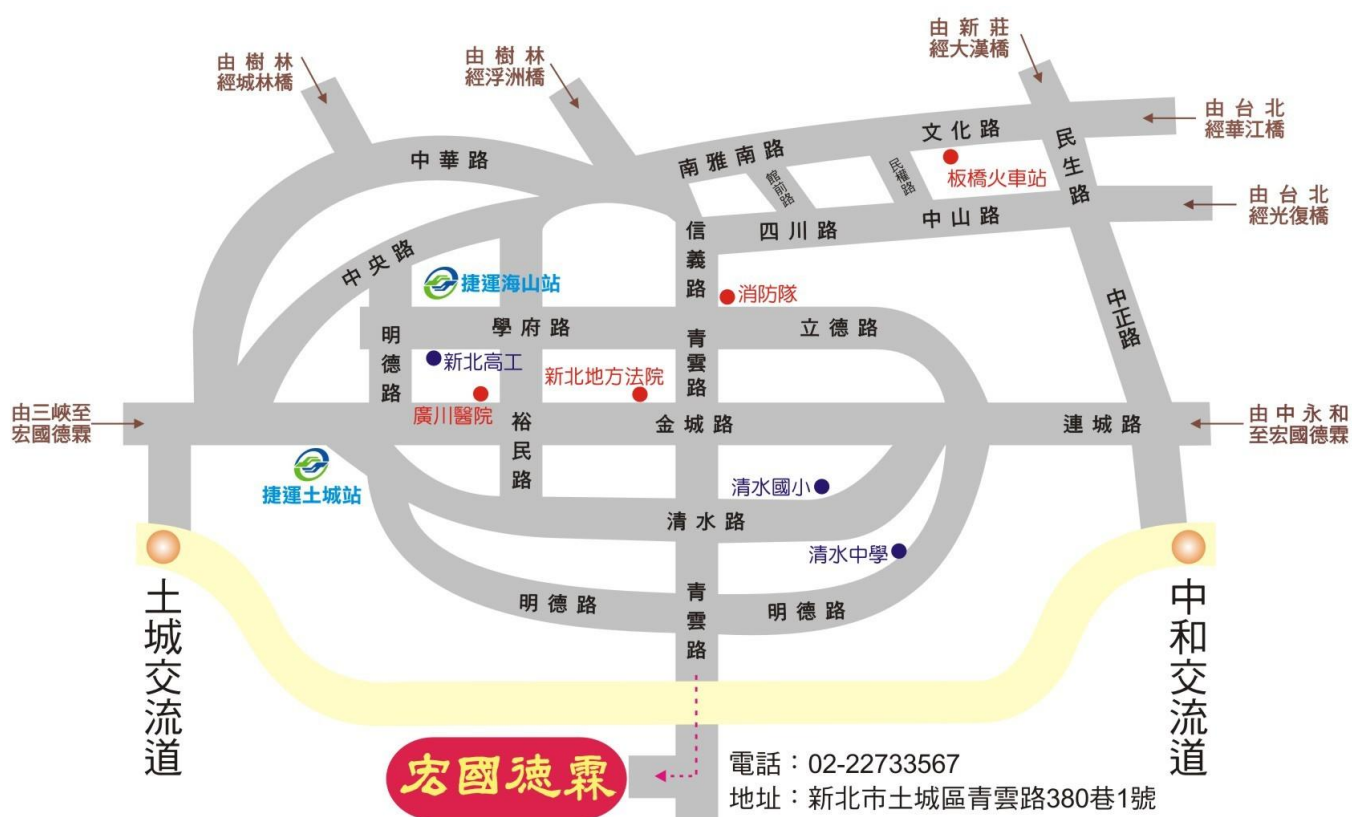 由新莊
經大漢橋
由樹林
經城林橋
由樹林
經浮洲橋
由台北
經華江橋
文化路
民生路
中華路
南雅南路
館前路
民權路
板橋火車站
由台北
經光復橋
信義路
四川路
中山路
中央路
捷運海山站
消防隊
中正路
學府路
立德路
明德路
青雲路
新北高工
新北地方法院
廣川醫院
由三峽至
宏國德霖
裕民路
金城路
連城路
由中永和
至宏國德霖
捷運土城站
清水國小
清水路
清水中學
土城交流道
明德路
青雲路
明德路
中和交流道
宏國德霖
電話：02-22733567
地址：新北市土城區青雲路380巷1號